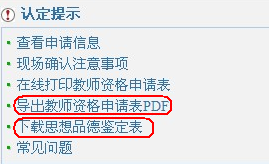 认定提示
查看申请信息
现场确认注意事项
在线打印教师资格申请表
导出教师资格申请表PDF
下载思想品德鉴定表
常见问题